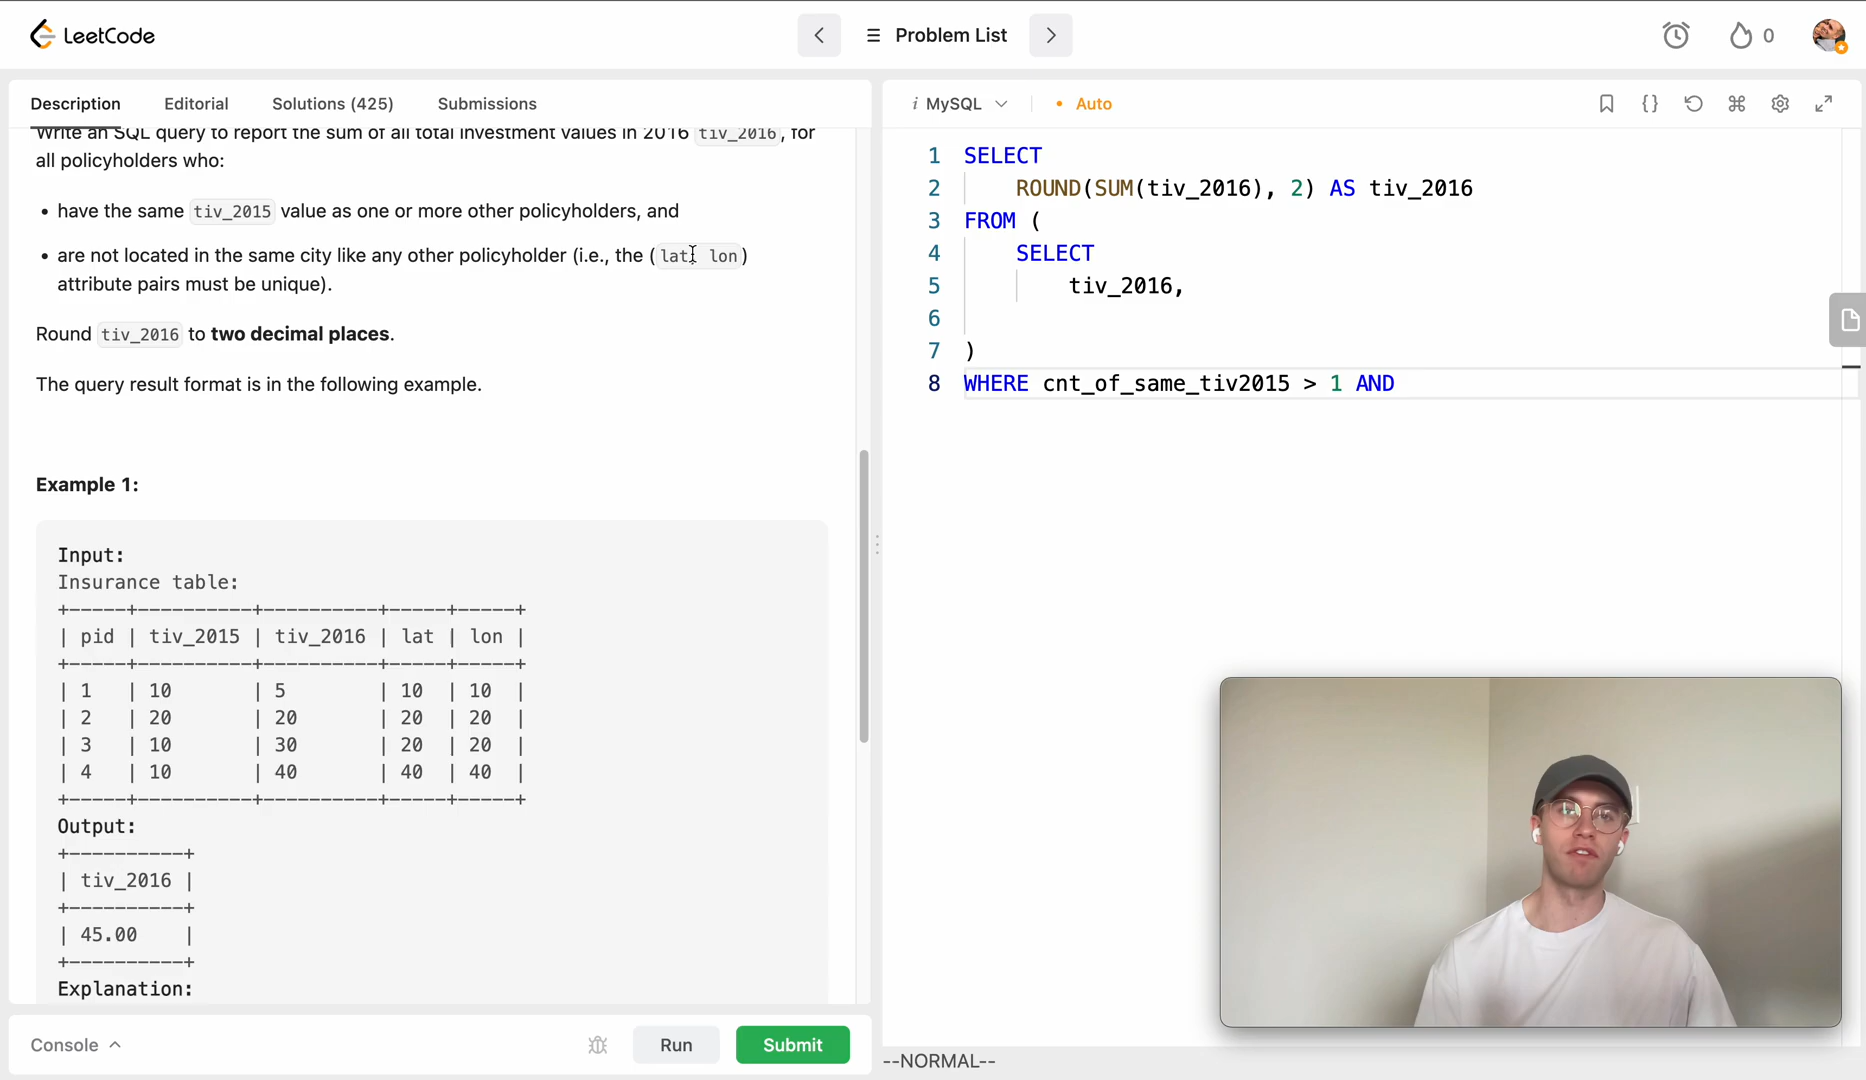 LeetCode
Problem List
0
Description
Editorial
Solutions (425)
Submissions
Write an SQL query to report the sum of all total investment values in 2016 tiv_2016, for
all policyholders who:
• have the same tiv_2015 value as one or more other policyholders, and
• are not located in the same city like any other policyholder (i.e., the (lat, lon)
attribute pairs must be unique).
Round tiv_2016 to two decimal places.
The query result format is in the following example.
Example 1:
Input:
Insurance table:
+-----+----------+----------+-----+-----+
| pid | tiv_2015 | tiv_2016 | lat | lon |
+-----+----------+----------+-----+-----+
| 1   | 10       | 5        | 10  | 10  |
| 2   | 20       | 20       | 20  | 20  |
| 3   | 10       | 30       | 20  | 20  |
| 4   | 10       | 40       | 40  | 40  |
+-----+----------+----------+-----+-----+
Output:
+----------+
| tiv_2016 |
+----------+
| 45.00    |
+----------+
Explanation:
Console
Run
Submit
i MySQL
• Auto
1 SELECT
2     ROUND(SUM(tiv_2016), 2) AS tiv_2016
3 FROM (
4     SELECT
5         tiv_2016,
6
7 )
8 WHERE cnt_of_same_tiv2015 > 1 AND
--NORMAL--